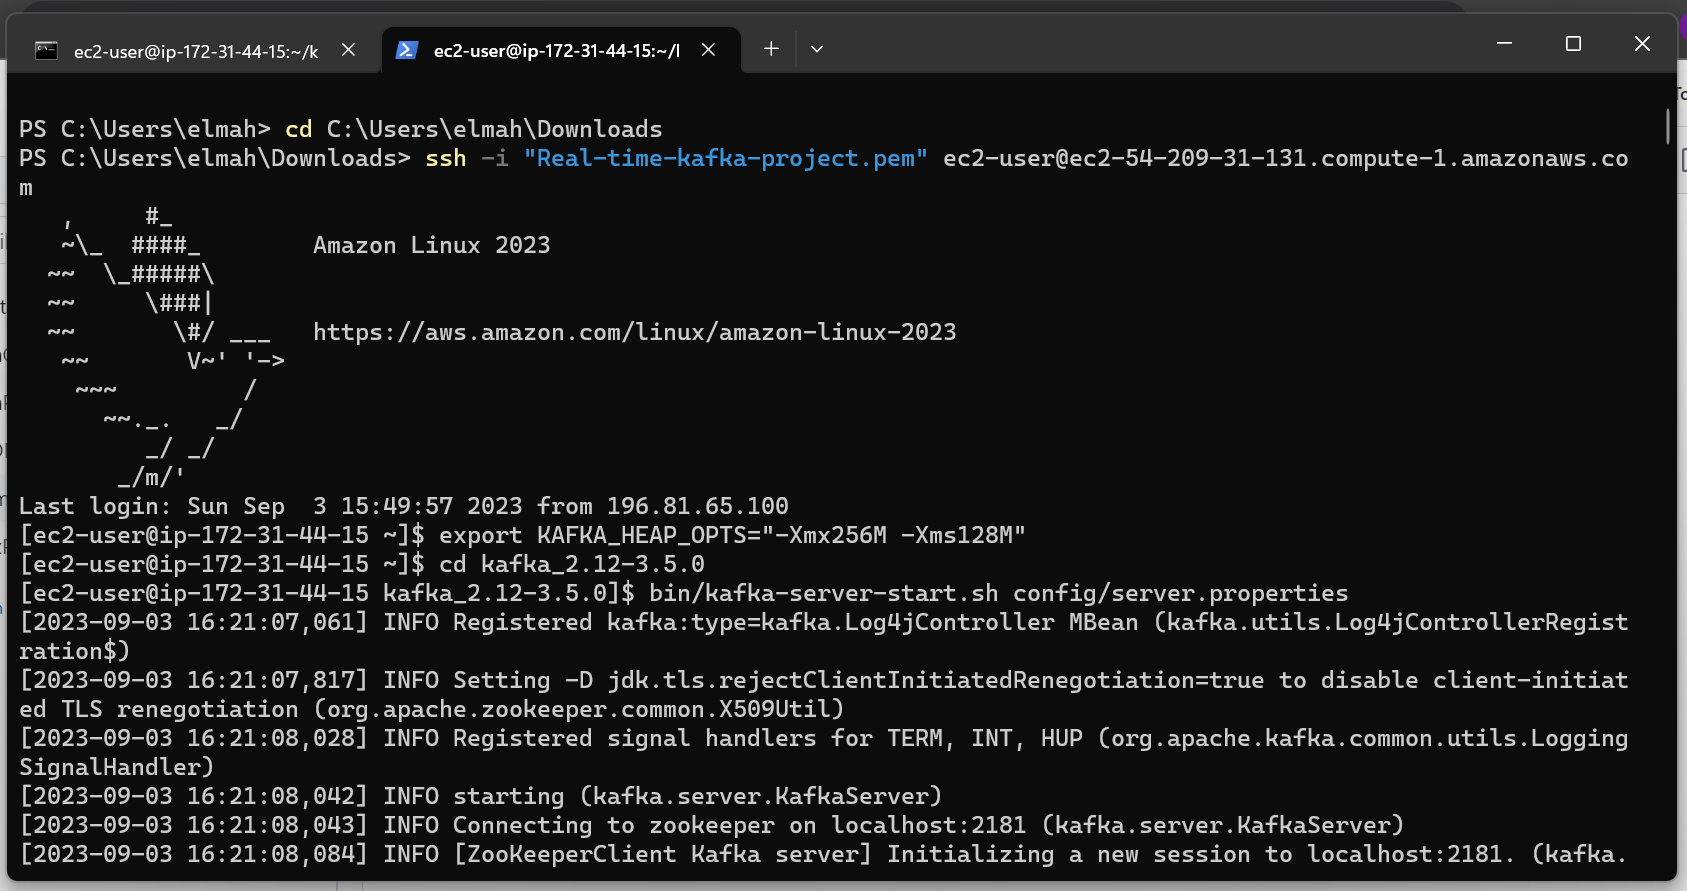 ec2-user@ip-172-31-44-15:~/k
ec2-user@ip-172-31-44-15:~/l
PS C:\Users\elmah> cd C:\Users\elmah\Downloads
PS C:\Users\elmah\Downloads> ssh -i "Real-time-kafka-project.pem" ec2-user@ec2-54-209-31-131.compute-1.amazonaws.co
m
   ,     #_
   ~\_  ####_        Amazon Linux 2023
  ~~  \_#####\
  ~~     \###|
  ~~       \#/ ___   https://aws.amazon.com/linux/amazon-linux-2023
   ~~       V~' '->
    ~~~         /
      ~~._.   _/
         _/ _/
       _/m/'
Last login: Sun Sep  3 15:49:57 2023 from 196.81.65.100
[ec2-user@ip-172-31-44-15 ~]$ export KAFKA_HEAP_OPTS="-Xmx256M -Xms128M"
[ec2-user@ip-172-31-44-15 ~]$ cd kafka_2.12-3.5.0
[ec2-user@ip-172-31-44-15 kafka_2.12-3.5.0]$ bin/kafka-server-start.sh config/server.properties
[2023-09-03 16:21:07,061] INFO Registered kafka:type=kafka.Log4jController MBean (kafka.utils.Log4jControllerRegist
ration$)
[2023-09-03 16:21:07,817] INFO Setting -D jdk.tls.rejectClientInitiatedRenegotiation=true to disable client-initiat
ed TLS renegotiation (org.apache.zookeeper.common.X509Util)
[2023-09-03 16:21:08,028] INFO Registered signal handlers for TERM, INT, HUP (org.apache.kafka.common.utils.Logging
SignalHandler)
[2023-09-03 16:21:08,042] INFO starting (kafka.server.KafkaServer)
[2023-09-03 16:21:08,043] INFO Connecting to zookeeper on localhost:2181 (kafka.server.KafkaServer)
[2023-09-03 16:21:08,084] INFO [ZooKeeperClient Kafka server] Initializing a new session to localhost:2181. (kafka.